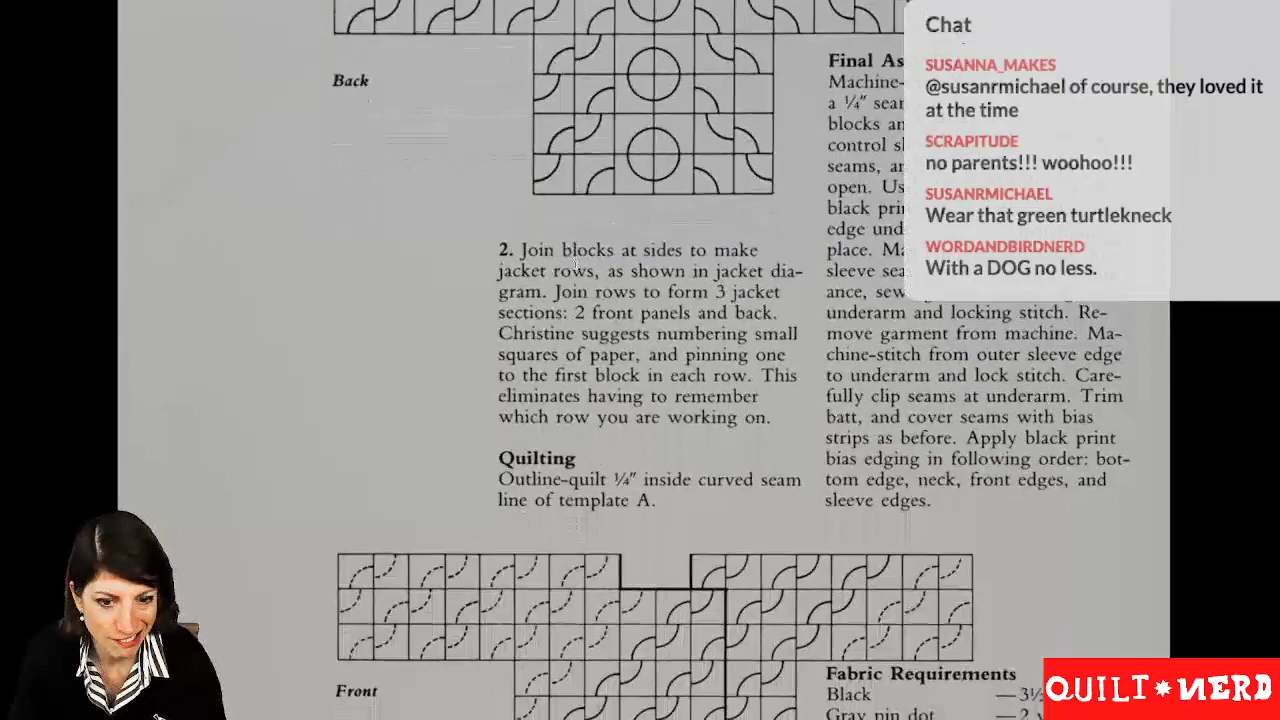 Back
2. Join blocks at sides to make
jacket rows, as shown in jacket dia-
gram. Join rows to form 3 jacket
sections: 2 front panels and back.
Christine suggests numbering small
squares of paper, and pinning one
to the first block in each row. This
eliminates having to remember
which row you are working on.
Quilting
Outline-quilt ¼" inside curved seam
line of template A.
Final As
Machine-
a ¼" sear
blocks an
control sl
seams, an
open. Us
black prin
edge und
place. Ma
sleeve sea
ance, sew
underarm and locking stitch. Re-
move garment from machine. Ma-
chine-stitch from outer sleeve edge
to underarm and lock stitch. Care-
fully clip seams at underarm. Trim
batt, and cover seams with bias
strips as before. Apply black print
bias edging in following order: bot-
tom edge, neck, front edges, and
sleeve edges.
Front
Fabric Requirements
Black —3½
Gray pin dot —2
Chat
SUSANNA_MAKES
@susanrmichael of course, they loved it
at the time
SCRAPITUDE
no parents!!! woohoo!!!
SUSANRMICHAEL
Wear that green turtlekneck
WORDANDBIRDNERD
With a DOG no less.
QUILT NERD